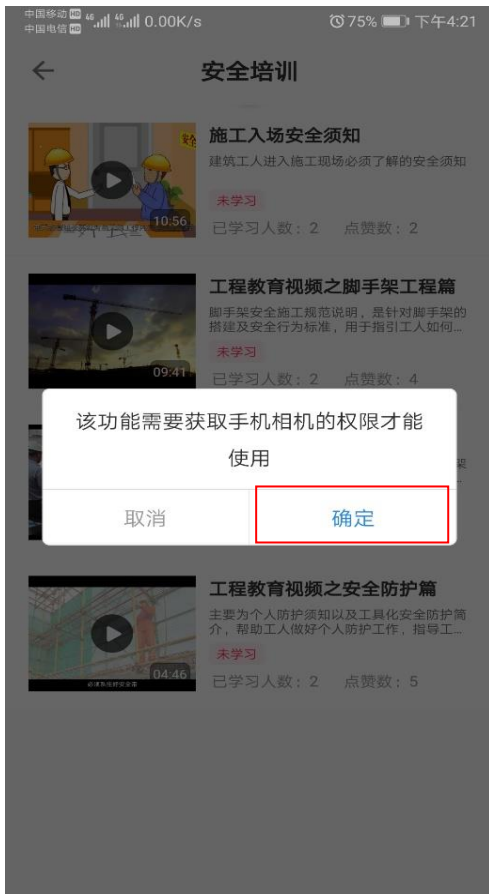 中国移动 HD 46 46 0.00K/s 75% 下午4:21
中国电信 HD
安全培训
施工入场安全须知
建筑工人进入施工现场必须了解的安全须知
未学习
10:56
已学习人数：2 点赞数：2
工程教育视频之脚手架工程篇
脚手架安全施工规范说明，是针对脚手架的
搭建及安全行为标准，用于指引工人如何...
未学习
09:41
已学习人数：2 点赞数：4
该功能需要获取手机相机的权限才能
使用
取消 确定
工程教育视频之安全防护篇
主要为个人防护须知以及工具化安全防护简
介，帮助工人做好个人防护工作，指导工...
未学习
04:46
已学习人数：2 点赞数：5